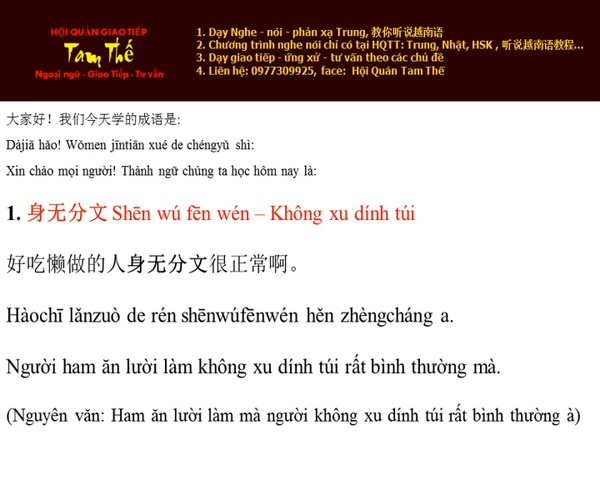 HỘI QUÁN GIAO TIẾP
Tam Thế
Ngoại ngữ - Giao Tiếp - Tư vấn
1. Dạy Nghe - nói - phản xạ Trung, 教你听说越南语
2. Chương trình nghe nói chỉ có tại HQTT: Trung, Nhật, HSK , 听说越南语教程...
3. Dạy giao tiếp - ứng xử - tư vấn theo các chủ đề
4. Liên hệ: 0977309925, face: Hội Quán Tam Thế
大家好！我们今天学的成语是:
Dàjiā hǎo! Wǒmen jīntiān xué de chéngyǔ shì:
Xin chào mọi người! Thành ngữ chúng ta học hôm nay là:
1. 身无分文 Shēn wú fēn wén – Không xu dính túi
好吃懒做的人身无分文很正常啊。
Hàochī lǎnzuò de rén shēnwúfēnwén hěn zhèngcháng a.
Người ham ăn lười làm không xu dính túi rất bình thường mà.
(Nguyên văn: Ham ăn lười làm mà người không xu dính túi rất bình thường à)